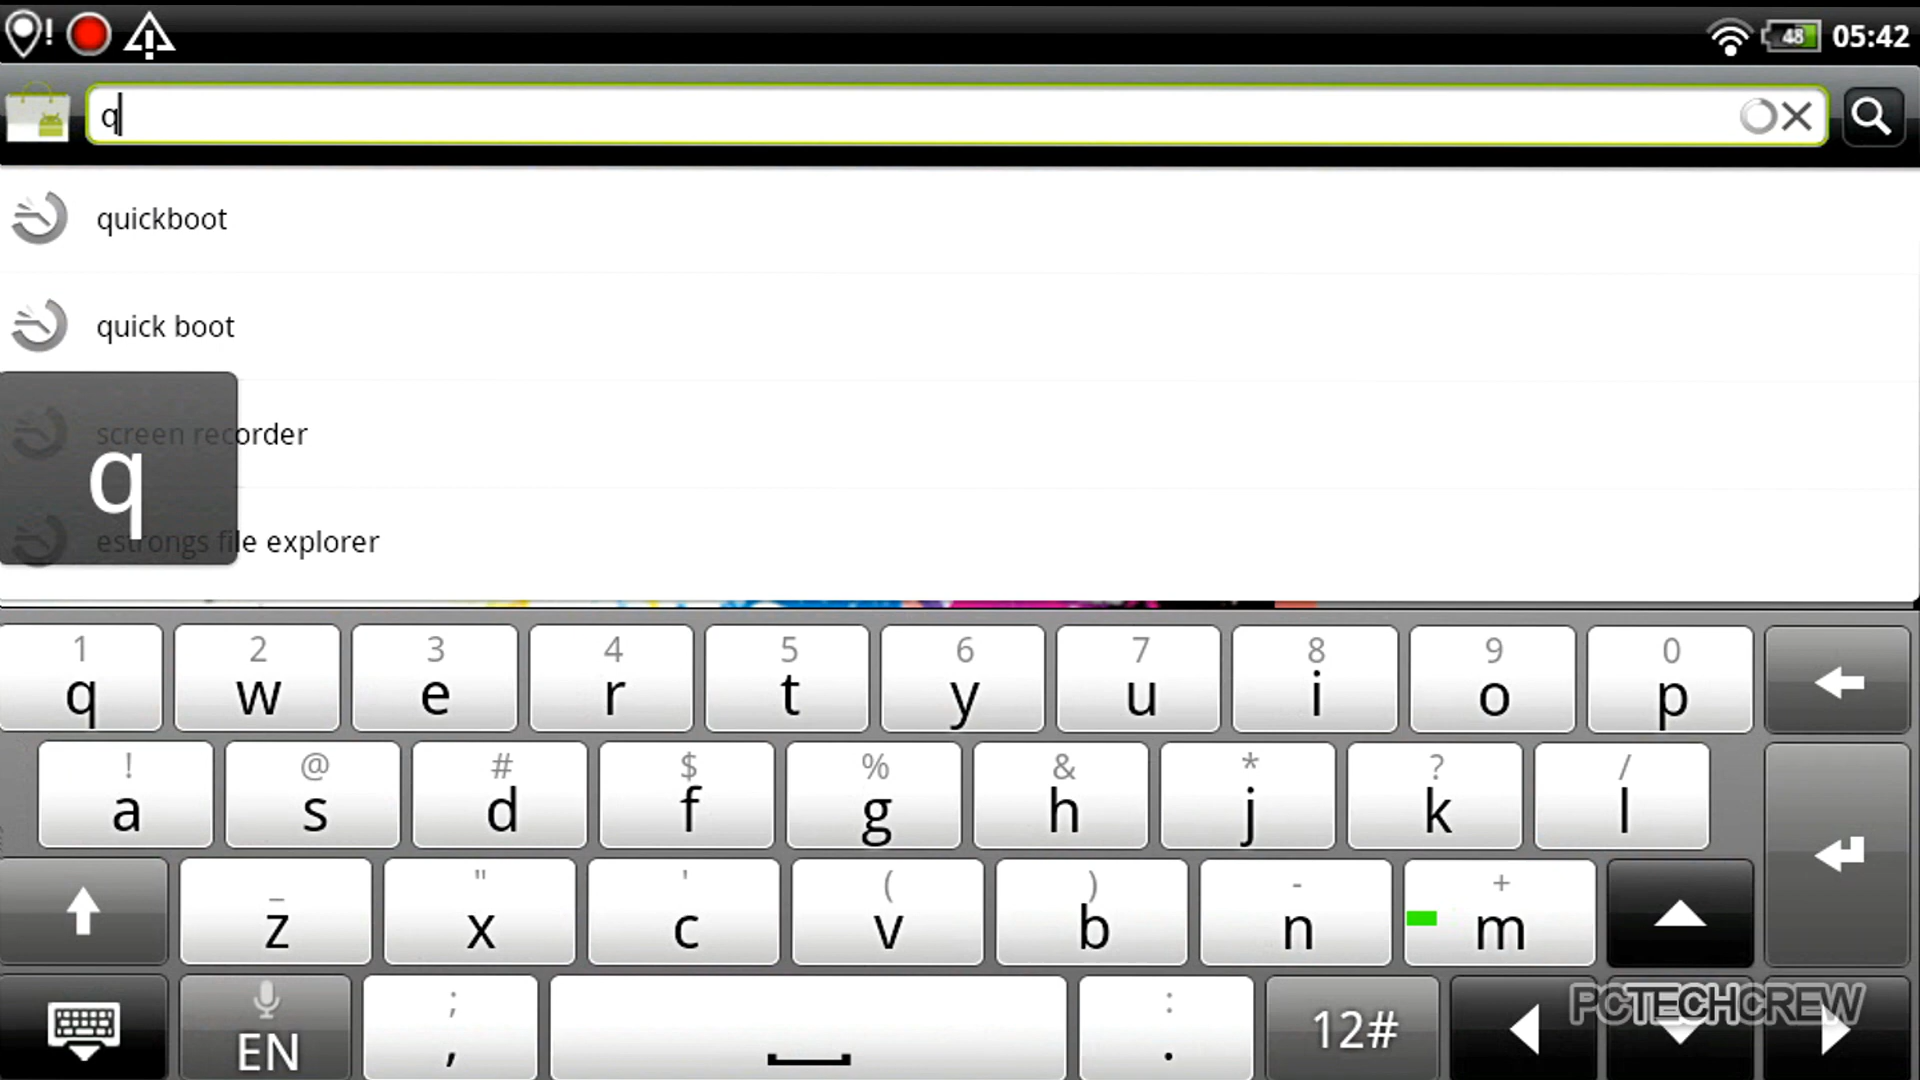 ! 48 05:42
q
quickboot
quick boot
screen recorder
q
estrongs file explorer
1 2 3 4 5 6 7 8 9 0
q w e r t y u i o p
! @ # $ % & * ? /
a s d f g h j k l
_ " ' ( ) - +
z x c v b n m
; :
EN , . 12#
PCTECHCREW